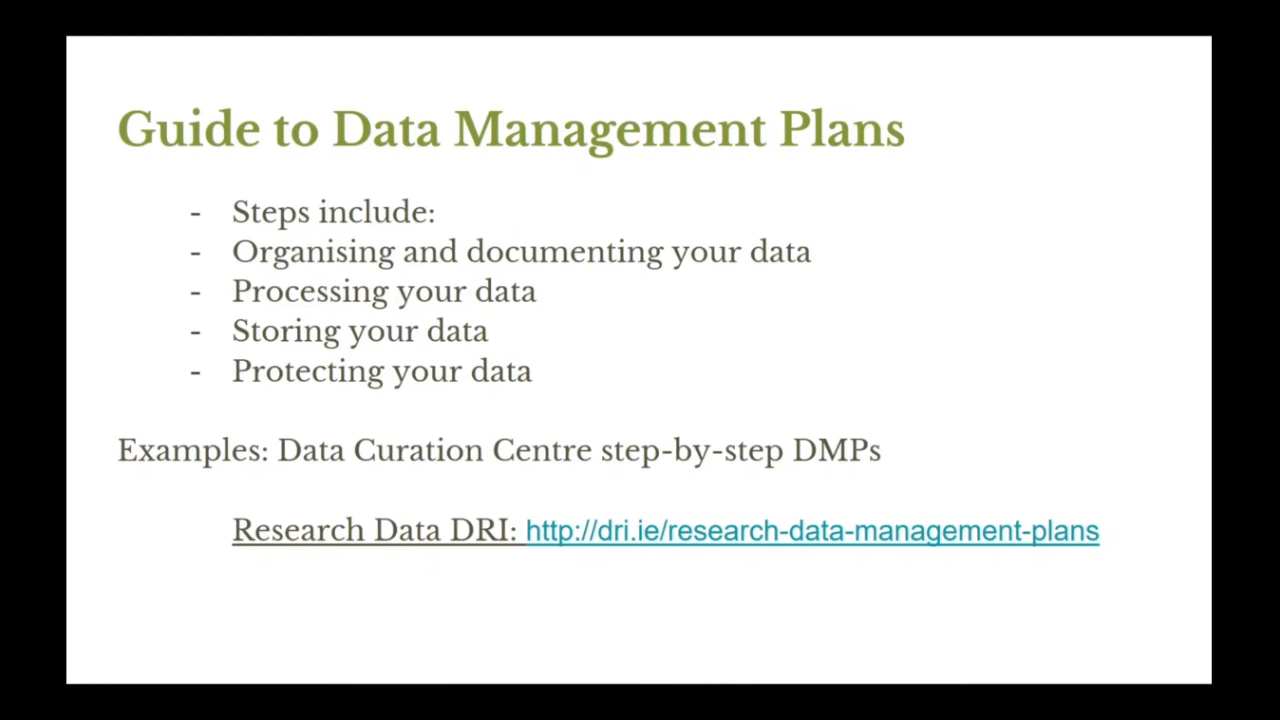 Guide to Data Management Plans
- Steps include:
- Organising and documenting your data
- Processing your data
- Storing your data
- Protecting your data
Examples: Data Curation Centre step-by-step DMPs
Research Data DRI: http://dri.ie/research-data-management-plans